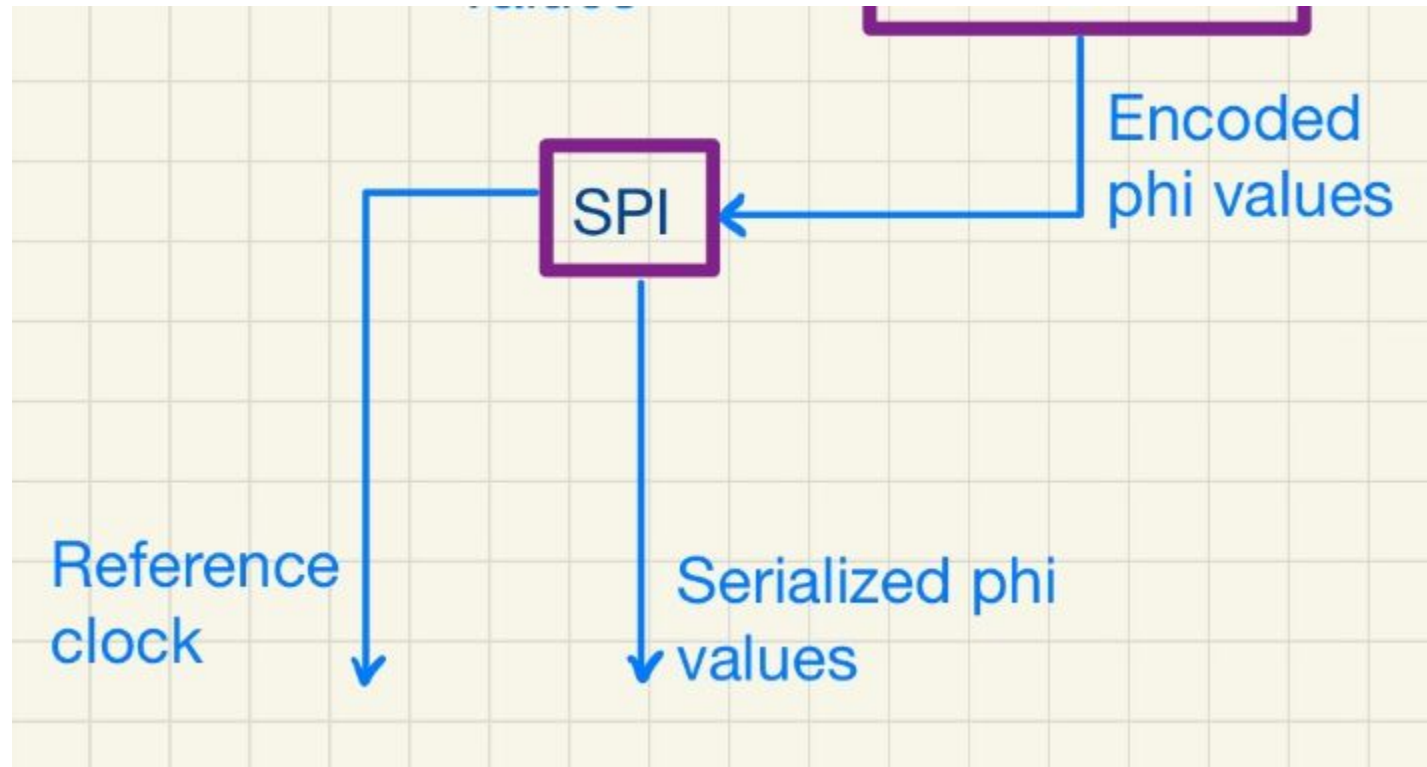 Encoded
phi values
SPI
Reference
clock
Serialized phi
values